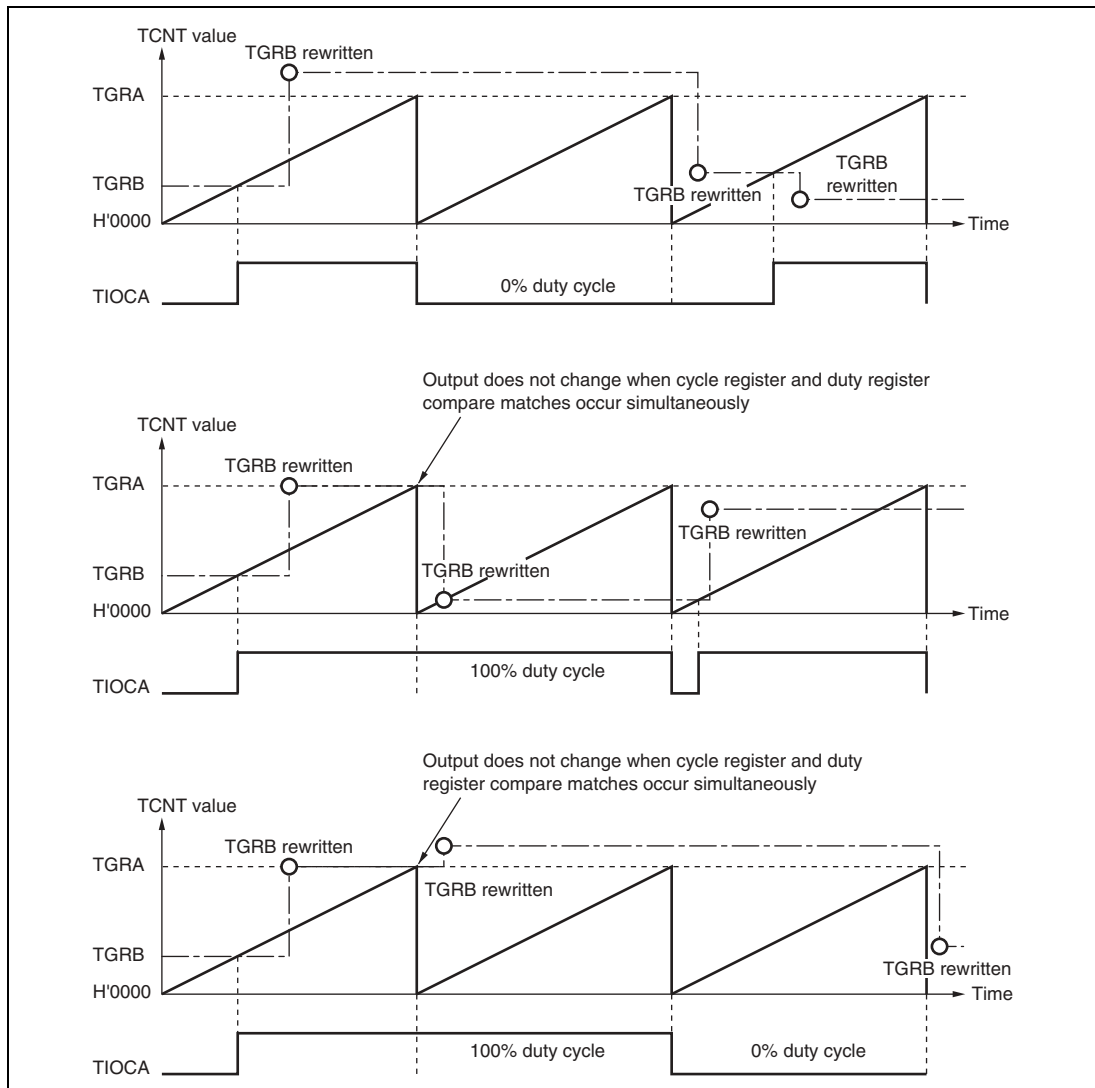 TCNT value
TGRB rewritten
TGRA
TGRB
rewritten
TGRB
TGRB rewritten
H'0000
Time
0% duty cycle
TIOCA
Output does not change when cycle register and duty register
compare matches occur simultaneously
TCNT value
TGRB rewritten
TGRA
TGRB rewritten
TGRB
TGRB rewritten
H'0000
Time
100% duty cycle
TIOCA
Output does not change when cycle register and duty
register compare matches occur simultaneously
TCNT value
TGRB rewritten
TGRA
TGRB rewritten
TGRB
TGRB rewritten
H'0000
Time
100% duty cycle
0% duty cycle
TIOCA